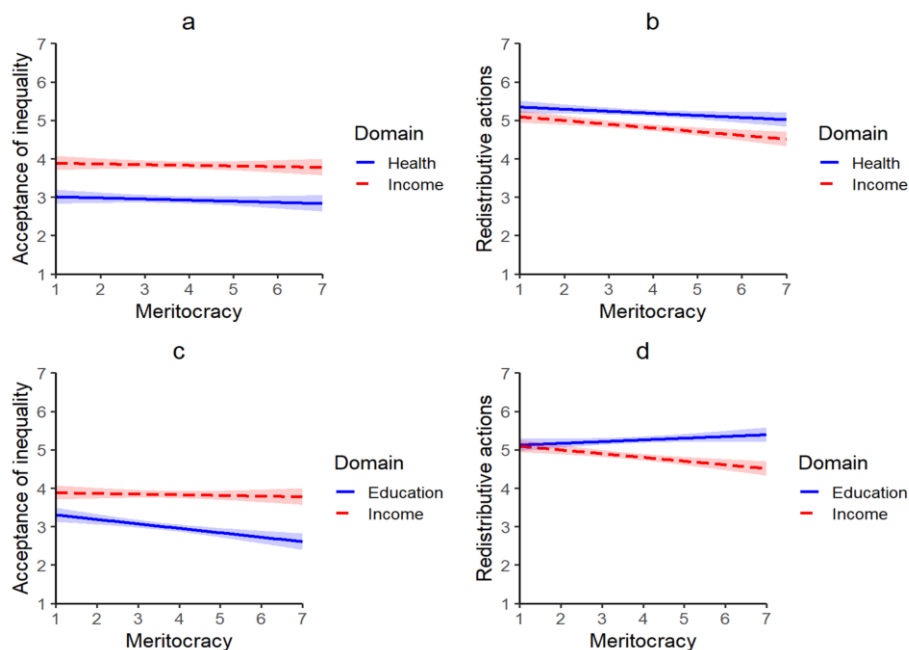 a
Acceptance of inequality
7
6
5
4
3
2
1
1 2 3 4 5 6 7
Meritocracy
Domain
Health
Income
b
Redistributive actions
7
6
5
4
3
2
1
1 2 3 4 5 6 7
Meritocracy
Domain
Health
Income
c
Acceptance of inequality
7
6
5
4
3
2
1
1 2 3 4 5 6 7
Meritocracy
Domain
Education
Income
d
Redistributive actions
7
6
5
4
3
2
1
1 2 3 4 5 6 7
Meritocracy
Domain
Education
Income